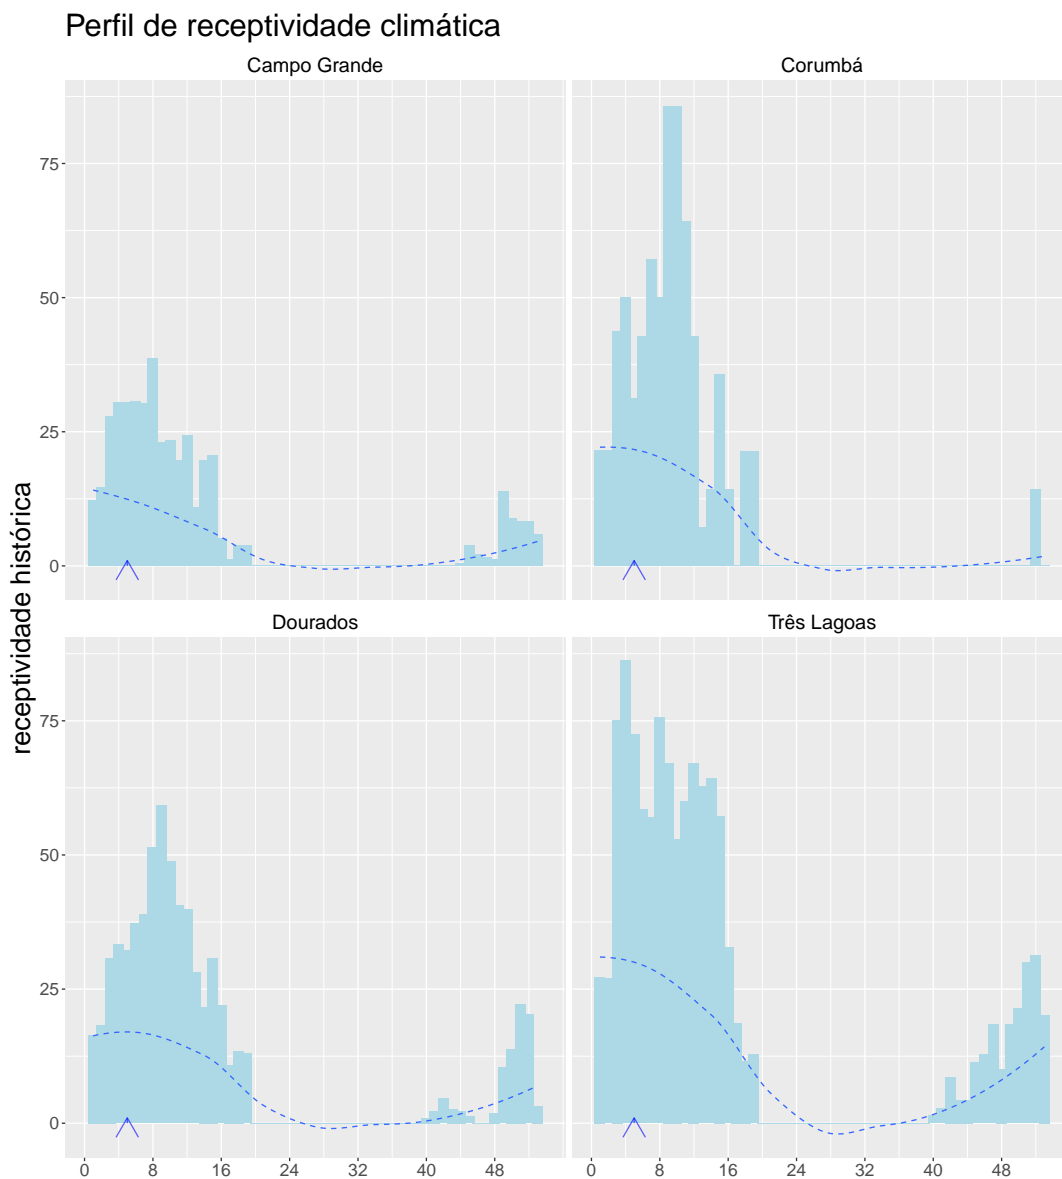 Perfil de receptividade climática
Campo Grande
Corumbá
75
50
25
0
Dourados
Três Lagoas
75
50
25
0
receptividade histórica
0 8 16 24 32 40 48
0 8 16 24 32 40 48